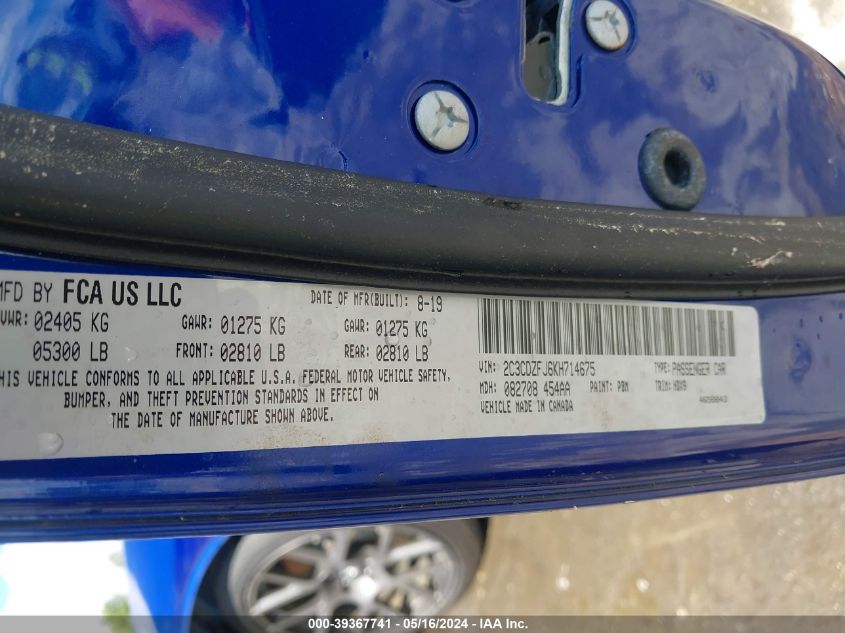 MFD BY FCA US LLC DATE OF MFR(BUILT): 8-19
VWR: 02405 KG GAWR: 01275 KG GAWR: 01275 KG
05300 LB FRONT: 02810 LB REAR: 02810 LB
THIS VEHICLE CONFORMS TO ALL APPLICABLE U.S.A. FEDERAL MOTOR VEHICLE SAFETY,
BUMPER, AND THEFT PREVENTION STANDARDS IN EFFECT ON
THE DATE OF MANUFACTURE SHOWN ABOVE.
VIN: 2C3CDZFJ6KH714675 TYPE: PASSENGER CAR
MDH: 082708 454AA PAINT: PBM TRIM: HDX9
VEHICLE MADE IN CANADA
000-39367741 - 05/16/2024 - IAA Inc.